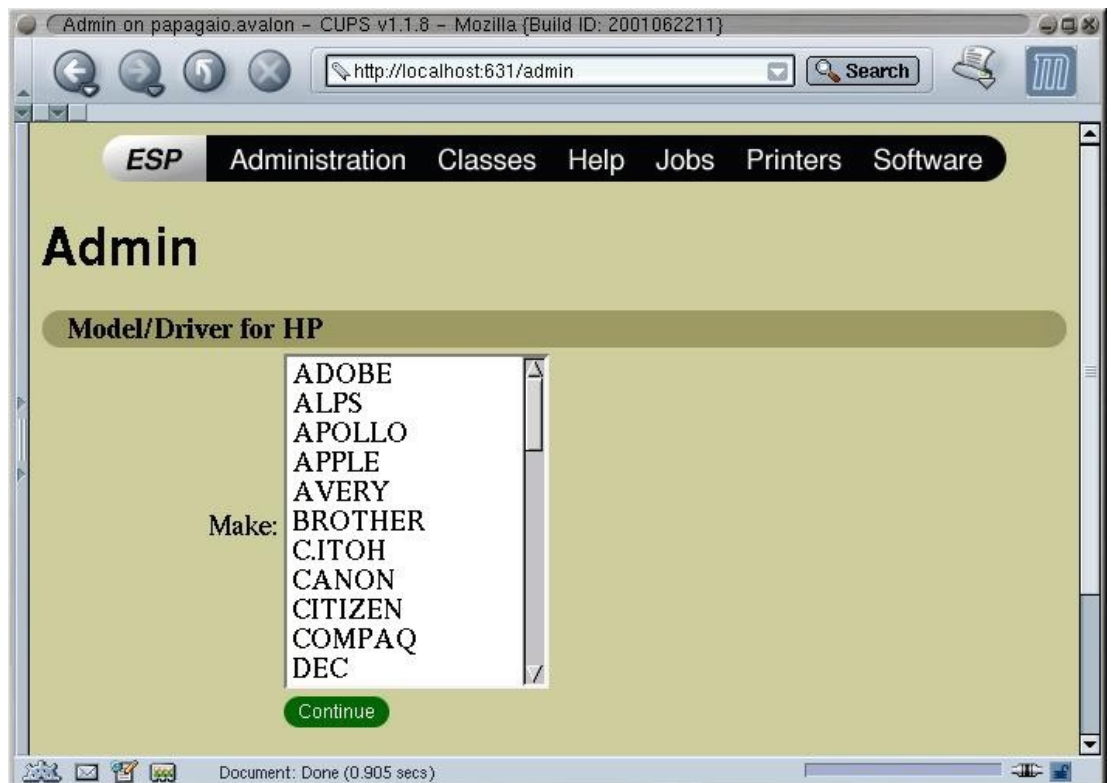 Admin on papagaio.avalon – CUPS v1.1.8 – Mozilla {Build ID: 2001062211}
http://localhost:631/admin
Search
ESP Administration Classes Help Jobs Printers Software
Admin
Model/Driver for HP
ADOBE
ALPS
APOLLO
APPLE
AVERY
Make: BROTHER
C.ITOH
CANON
CITIZEN
COMPAQ
DEC
Continue
Document: Done (0.905 secs)